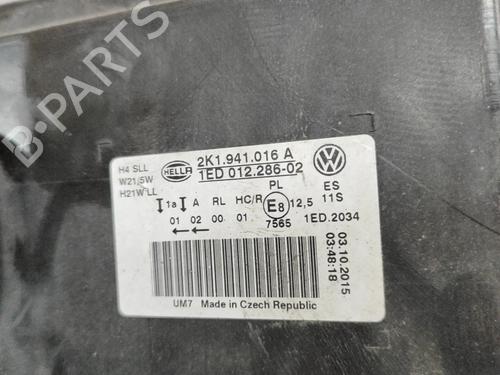 B-PARTS
H4 SLL
W21/5W
H21W LL
HELLA
2K1.941.016 A
1ED 012.286-02
1a A RL HC/R PL
E8 12,5
ES
11S
01 02 00 01 7565 1ED.2034
03.10.2015
03:48:18
UM7 Made in Czech Republic